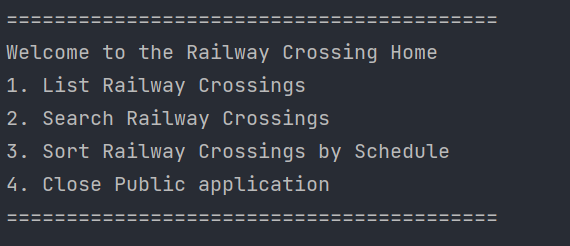 =========================================
Welcome to the Railway Crossing Home
1. List Railway Crossings
2. Search Railway Crossings
3. Sort Railway Crossings by Schedule
4. Close Public application
=========================================